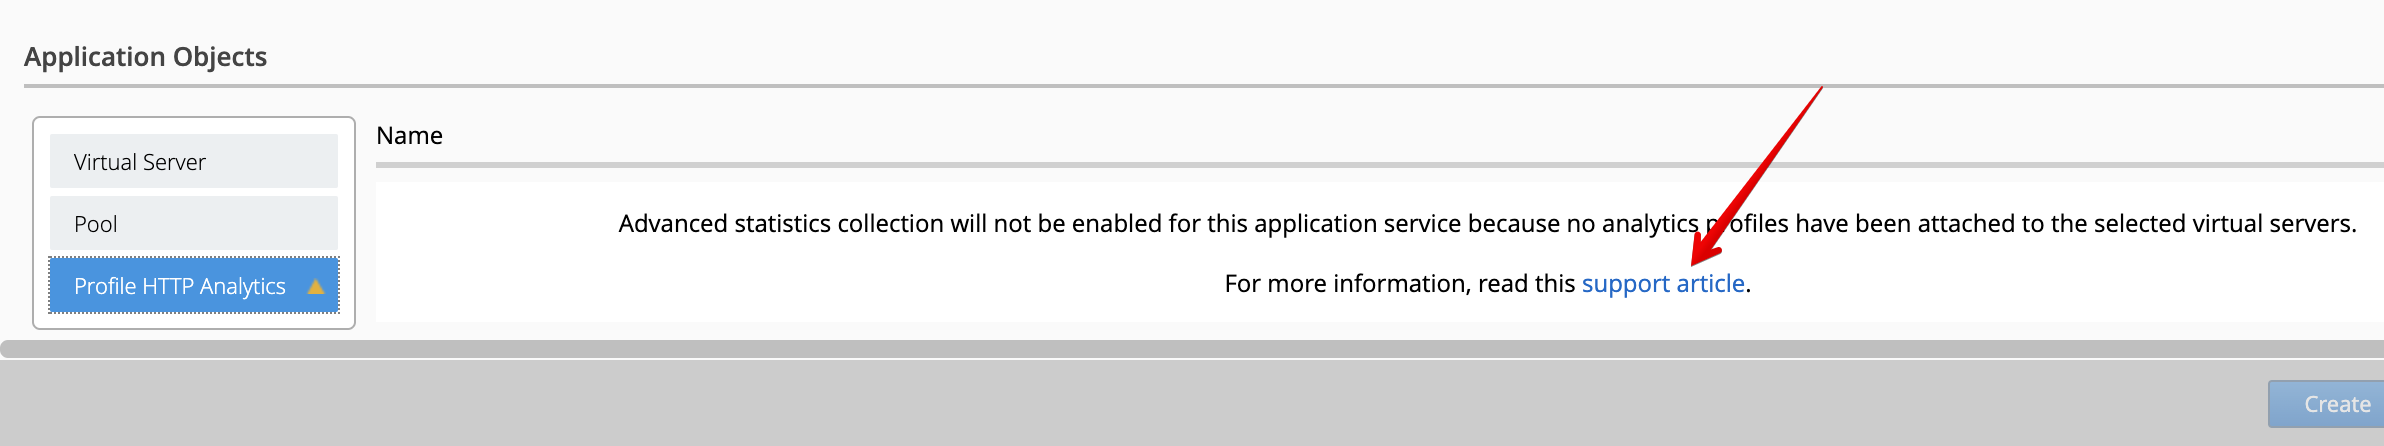 Application Objects
Virtual Server
Pool
Profile HTTP Analytics
Name
Advanced statistics collection will not be enabled for this application service because no analytics profiles have been attached to the selected virtual servers.
For more information, read this support article.
Create